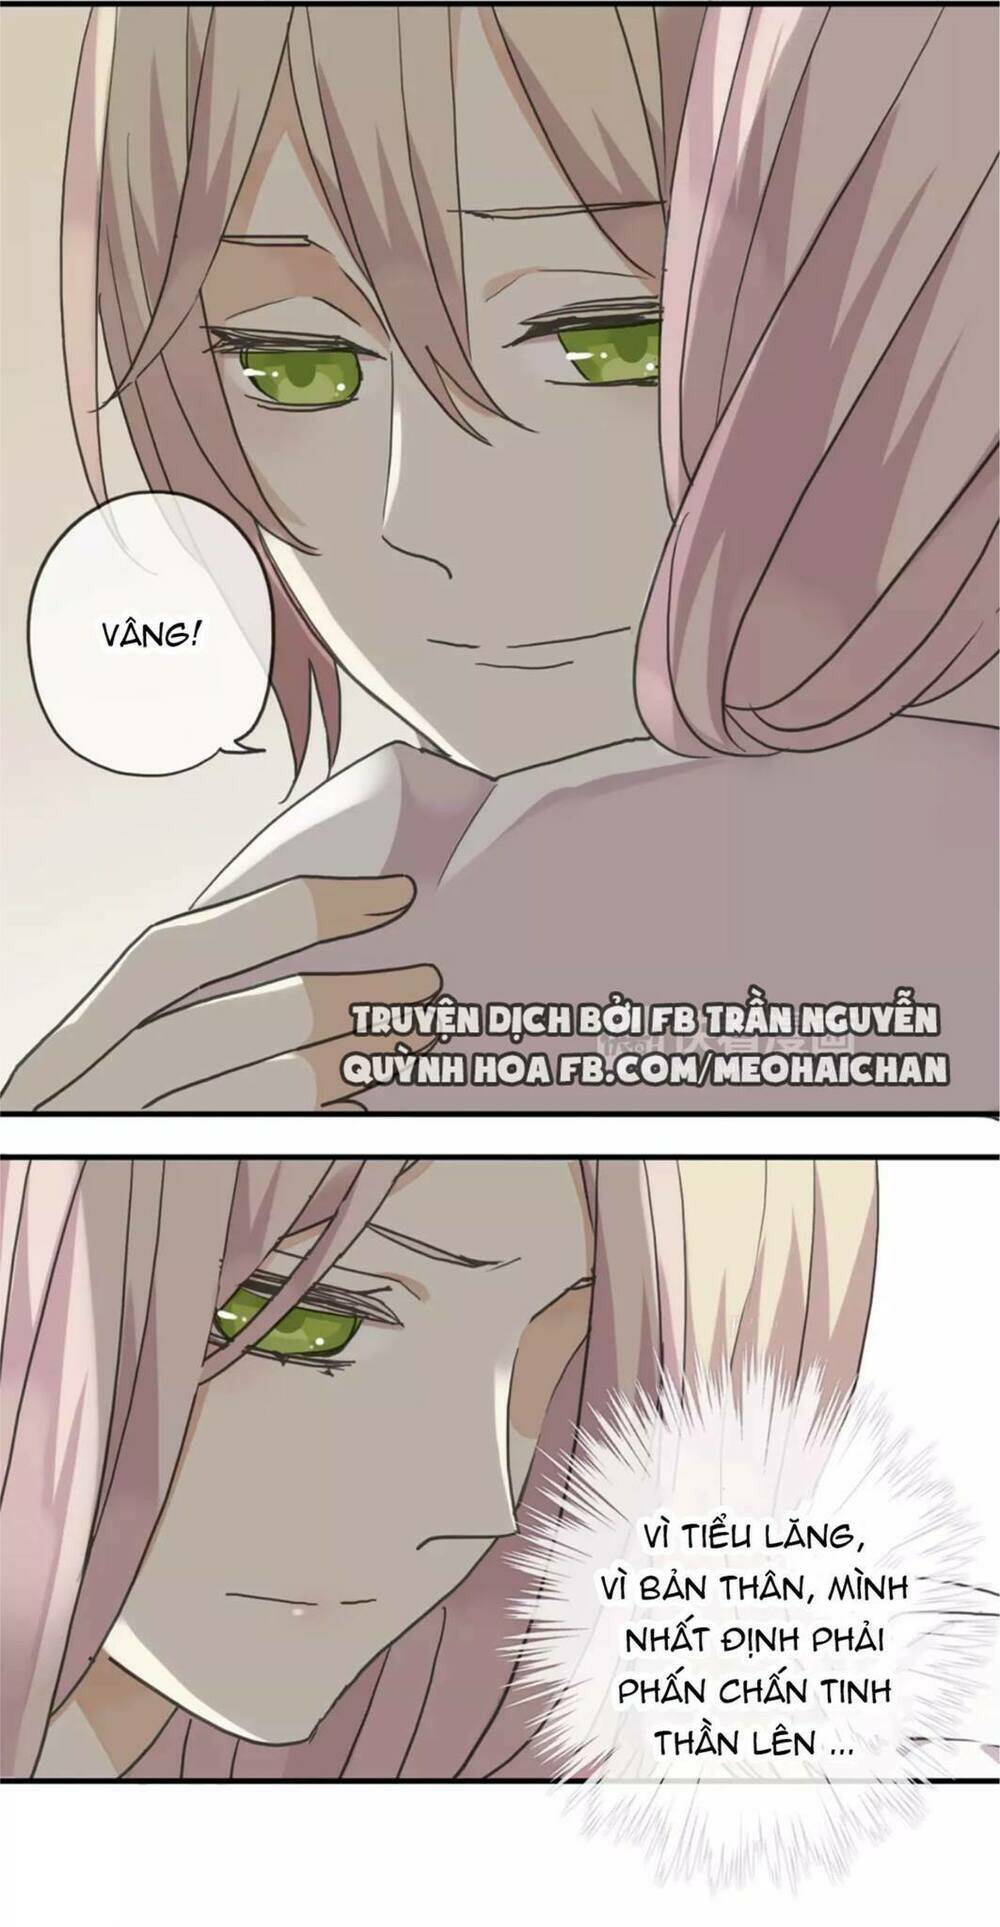 VÂNG!
TRUYỆN DỊCH BỞI FB TRẦN NGUYỄN
QUỲNH HOA FB.COM/MEOHAICHAN
VÌ TIỂU LĂNG,
VÌ BẢN THÂN, MÌNH
NHẤT ĐỊNH PHẢI
PHẤN CHẤN TINH
THẦN LÊN ...